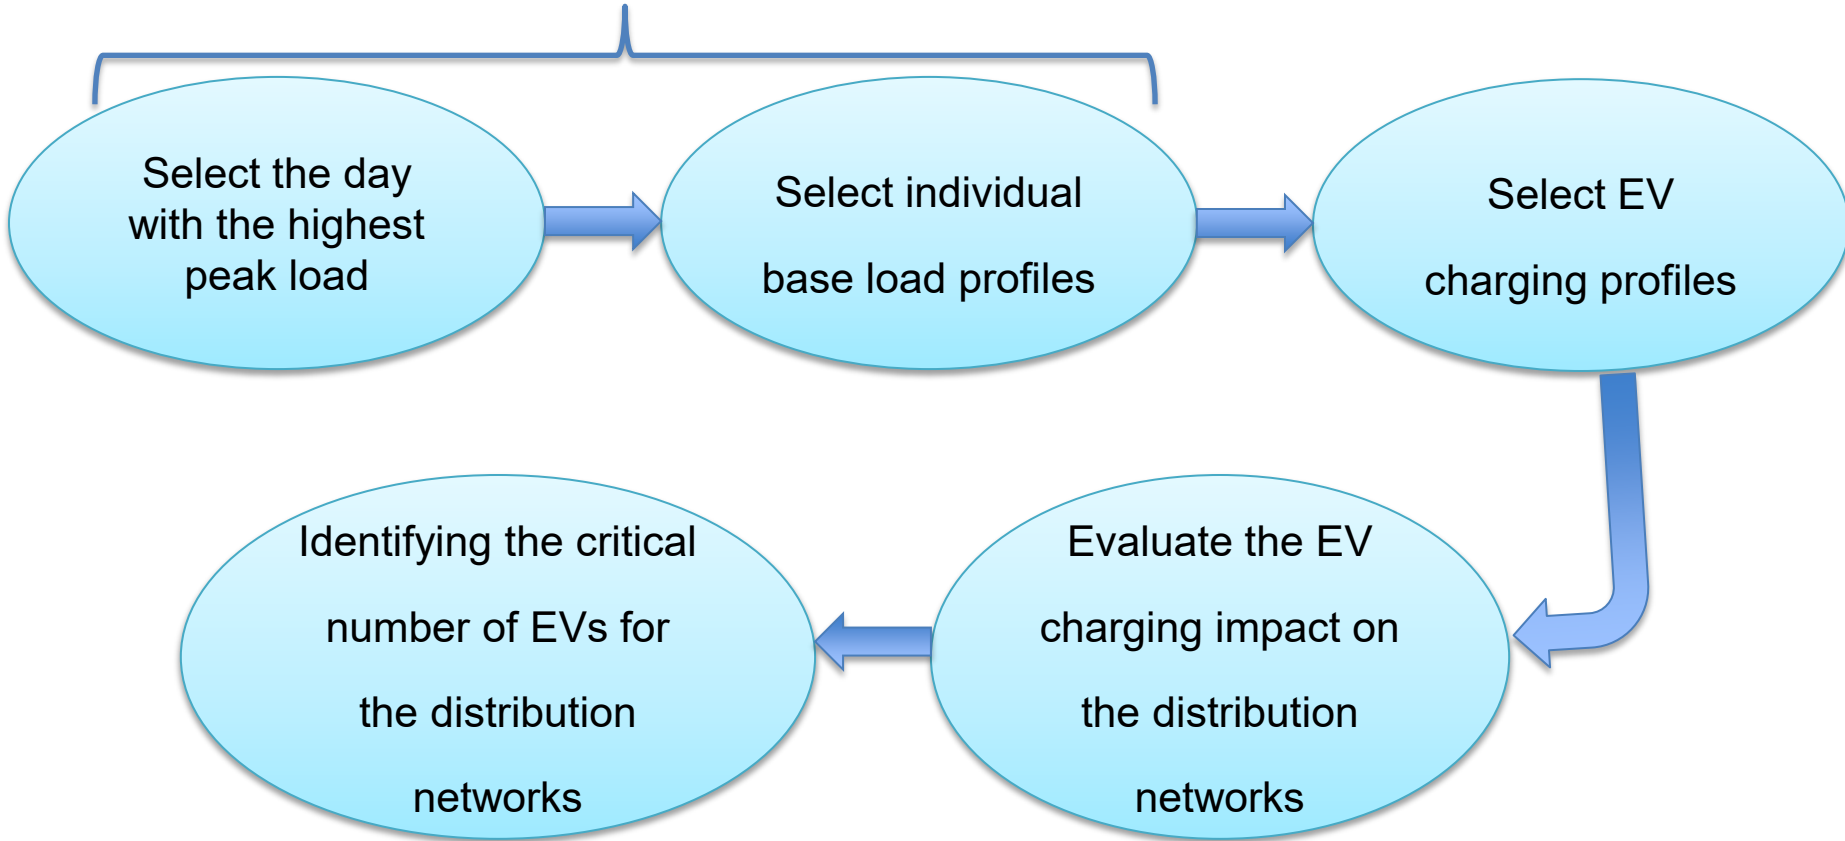 Select the day
with the highest
peak load
Select individual
base load profiles
Select EV
charging profiles
Evaluate the EV
charging impact on
the distribution
networks
Identifying the critical
number of EVs for
the distribution
networks